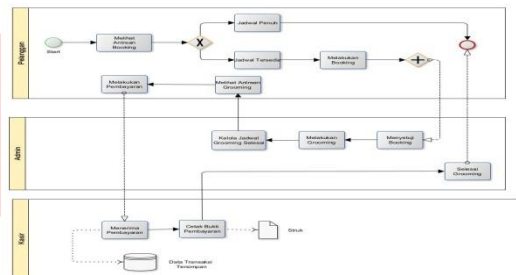 Pelanggan
Start
Melihat
Antrean
Booking
X
Jadwal Penuh
Jadwal Tersedia
Melakukan
Booking
+
Melakukan
Pembayaran
Melihat Antrean
Grooming
Admin
Kelola Jadwal
Grooming Selesai
Melakukan
Grooming
Menyetujui
Booking
Selesai
Grooming
Kasir
Menerima
Pembayaran
Cetak Bukti
Pembayaran
Struk
Data Transaksi
Tersimpan